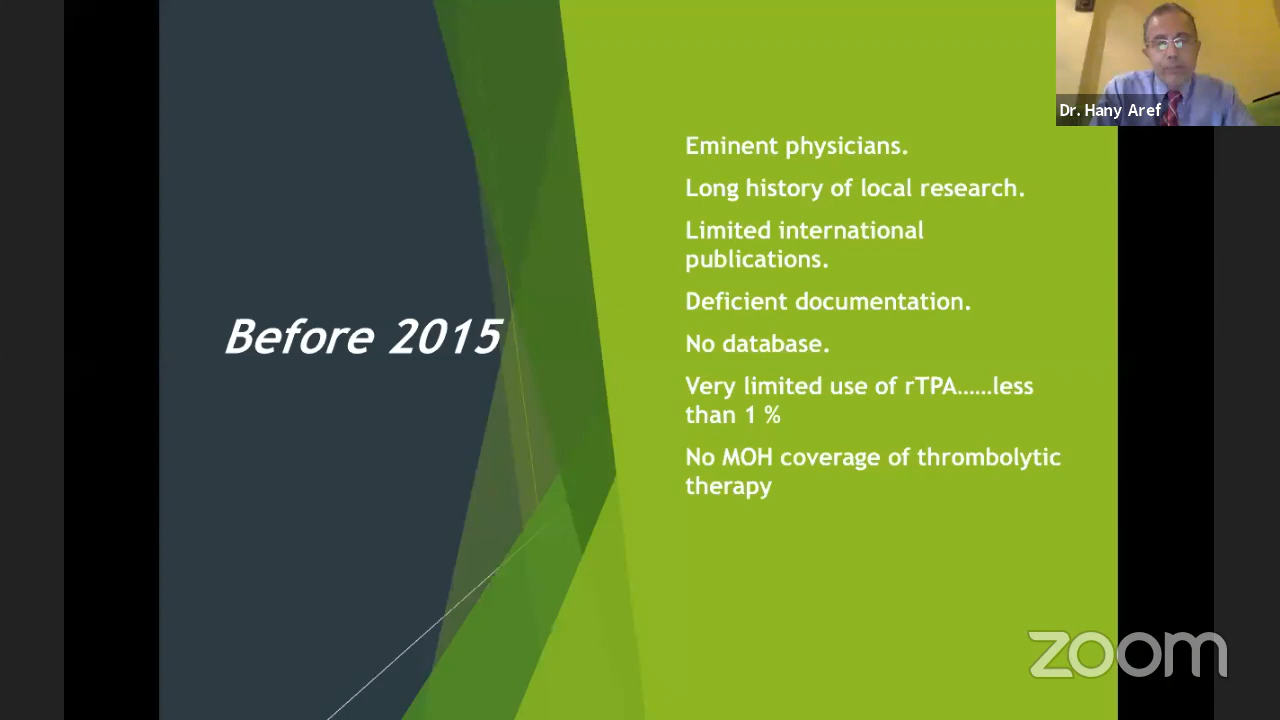 Dr. Hany Aref
Before 2015
Eminent physicians.
Long history of local research.
Limited international
publications.
Deficient documentation.
No database.
Very limited use of rTPA......less
than 1 %
No MOH coverage of thrombolytic
therapy
zoom